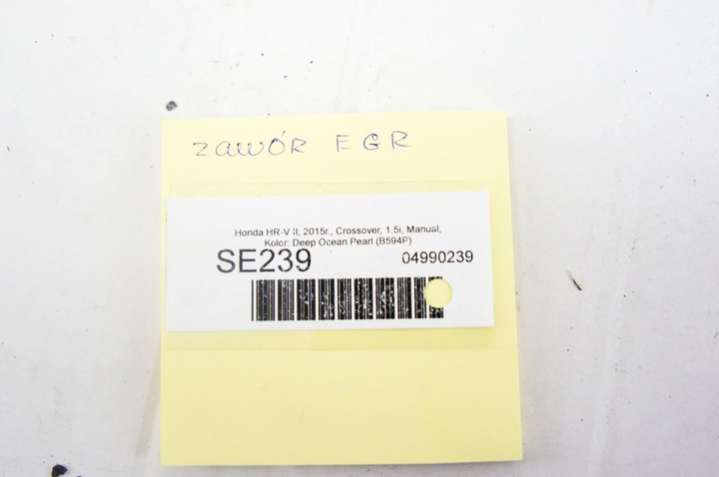 ZAWÓR EGR
Honda HR-V II, 2015r., Crossover, 1.5i, Manual,
Kolor: Deep Ocean Pearl (B594P)
SE239 04990239